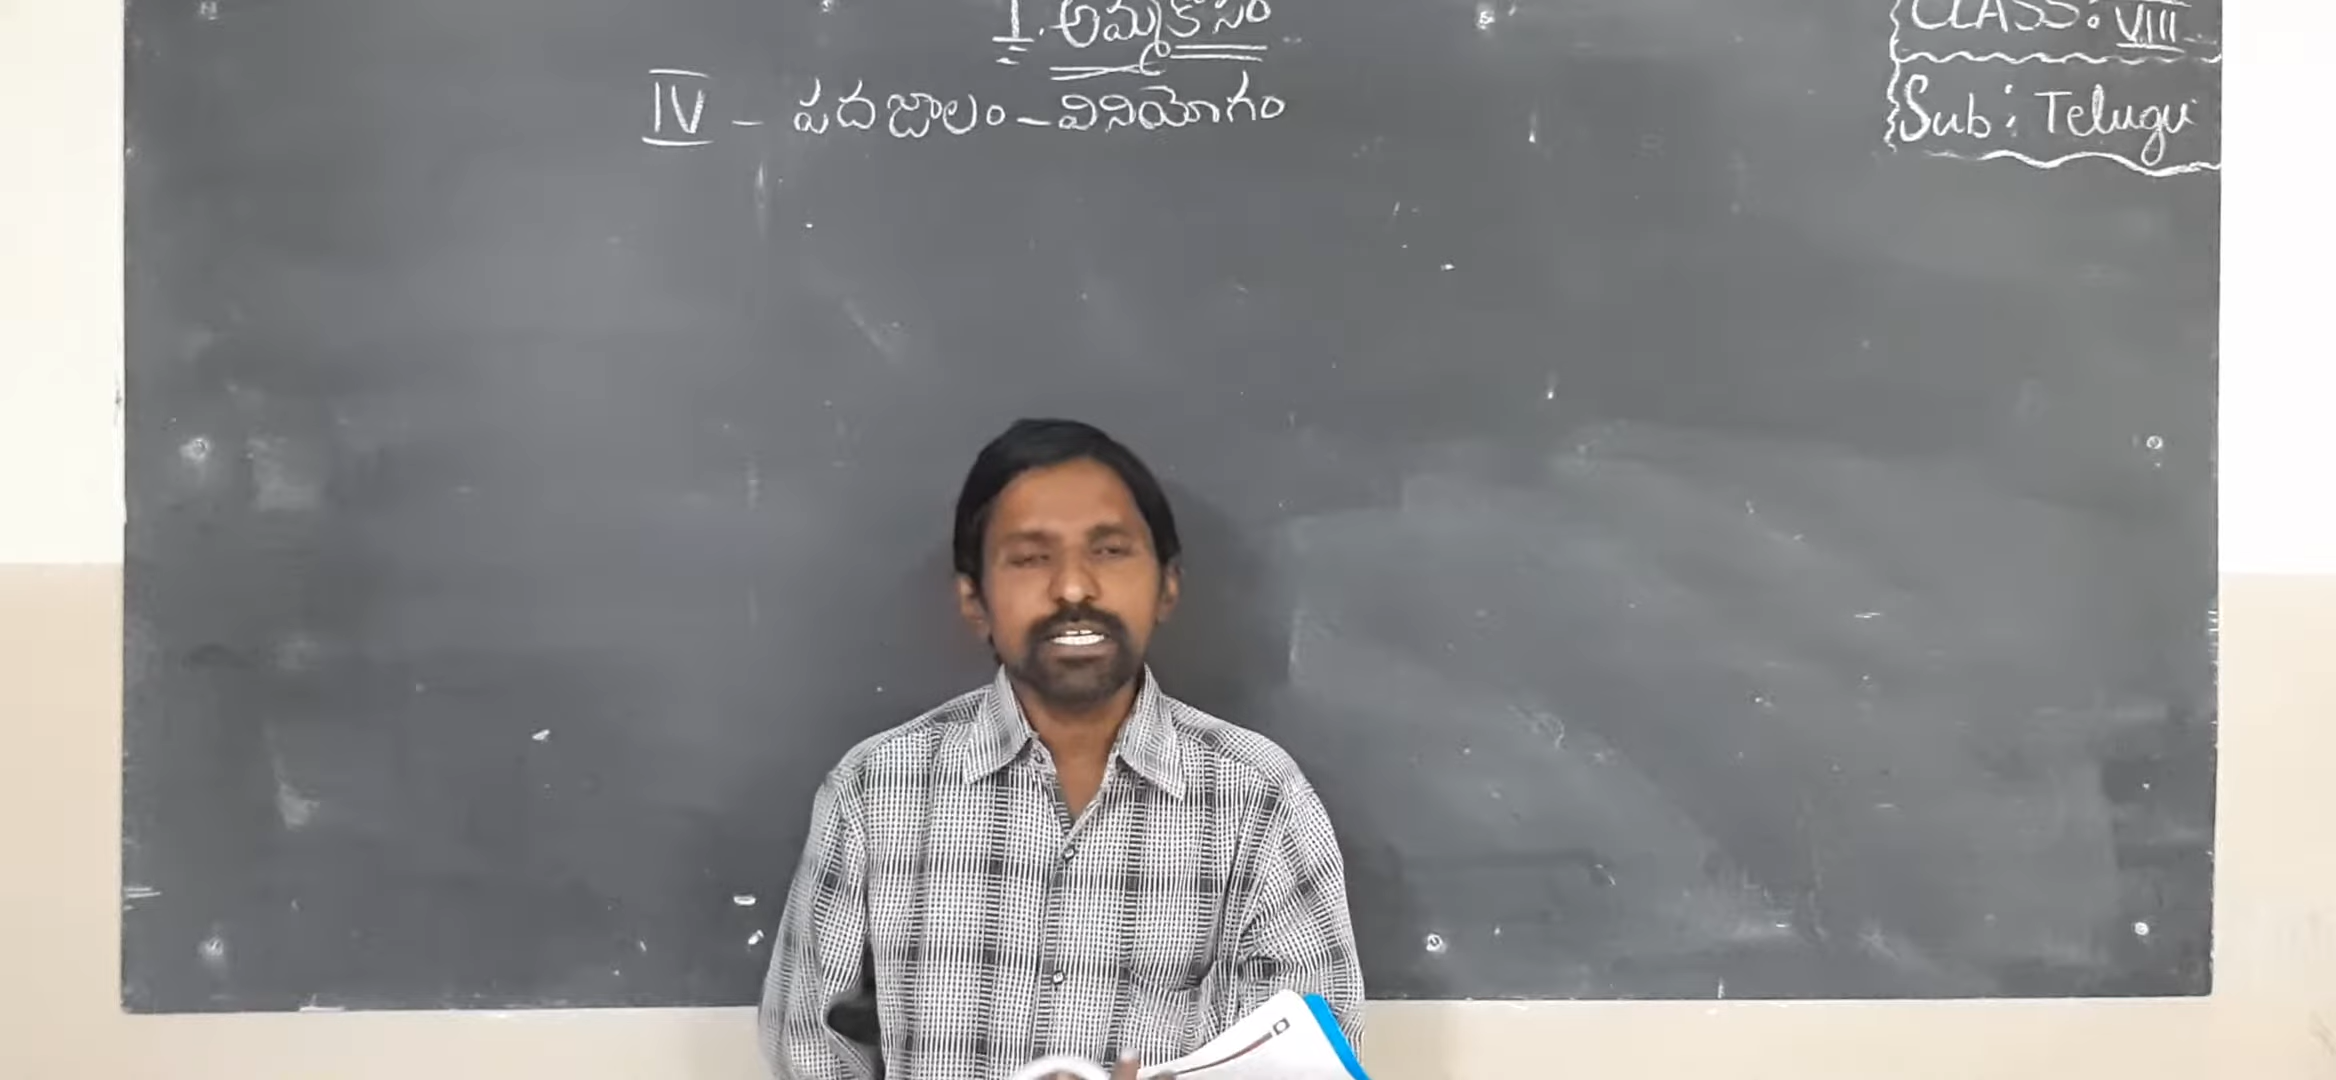 I. అమ్మకోసం
CLASS: VIII
IV - పదజాలం - వినియోగం
Sub: Telugu